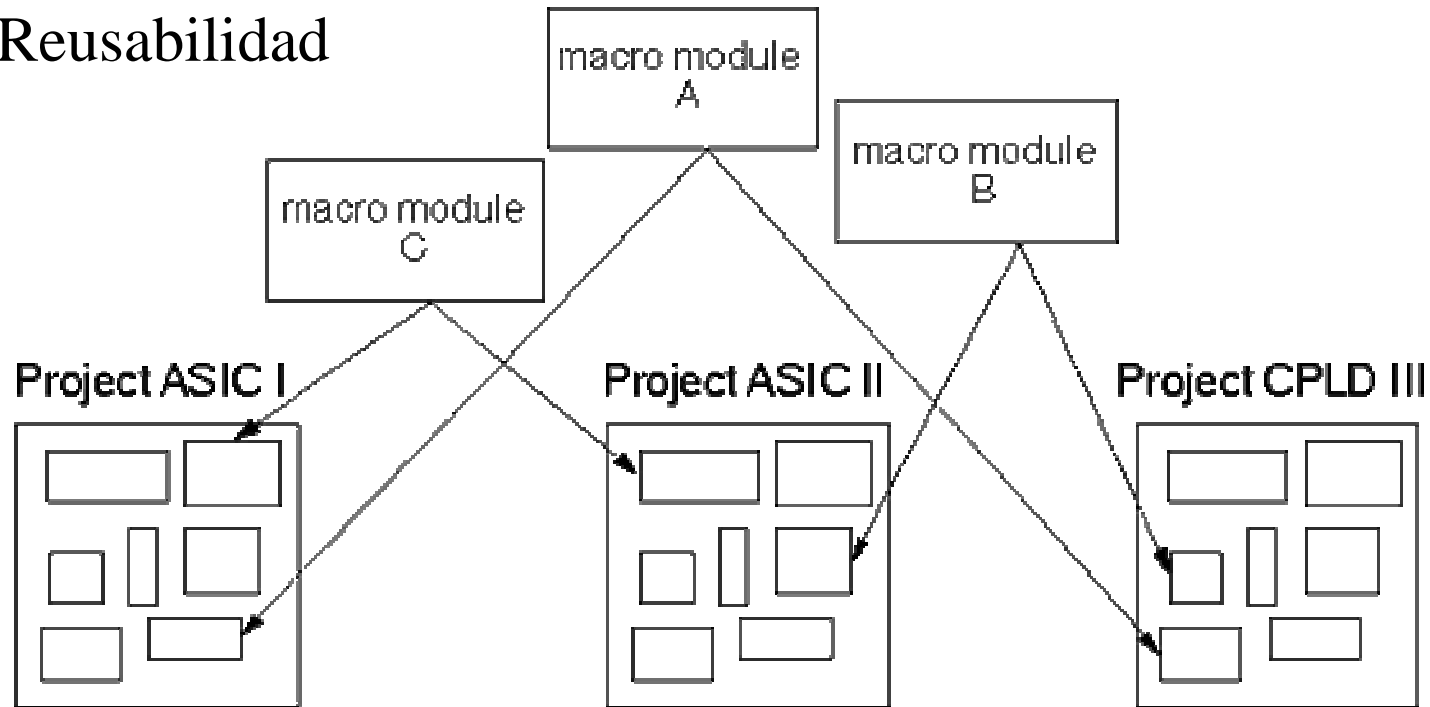 Reusabilidad
macro module
A
macro module
B
macro module
C
Project ASIC I
Project ASIC II
Project CPLD III